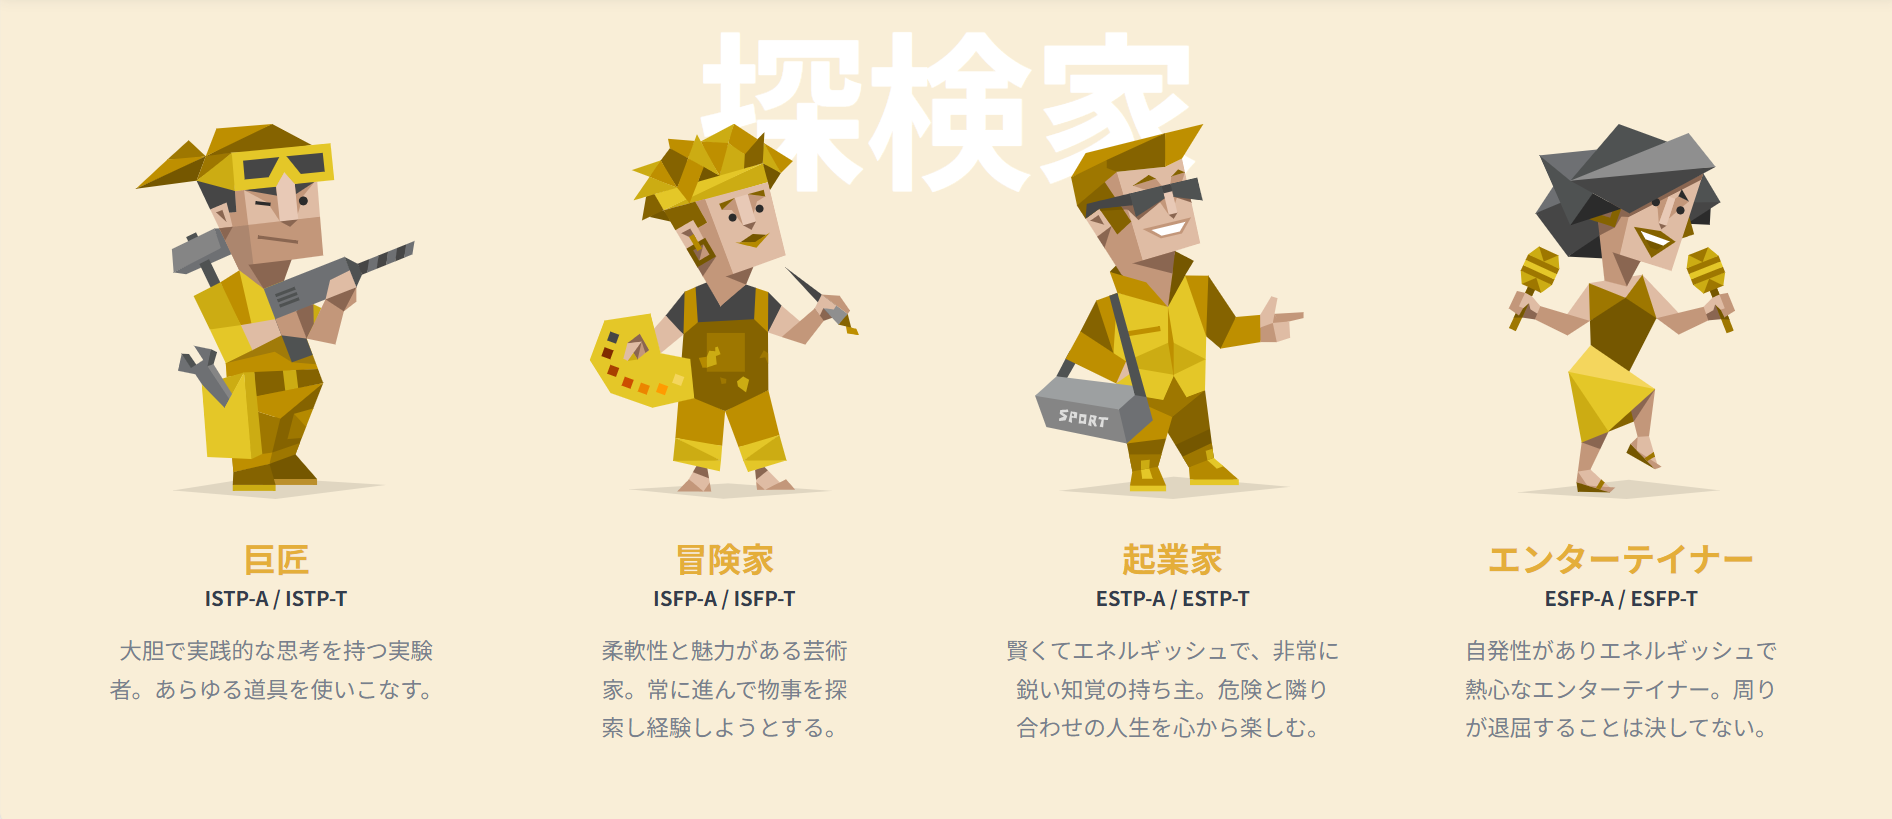 探検家
SPORT
巨匠
ISTP-A / ISTP-T
大胆で実践的な思考を持つ実験
者。あらゆる道具を使いこなす。
冒険家
ISFP-A / ISFP-T
柔軟性と魅力がある芸術
家。常に進んで物事を探
索し経験しようとする。
起業家
ESTP-A / ESTP-T
賢くてエネルギッシュで、非常に
鋭い知覚の持ち主。危険と隣り
合わせの人生を心から楽しむ。
エンターテイナー
ESFP-A / ESFP-T
自発性がありエネルギッシュで
熱心なエンターテイナー。周り
が退屈することは決してない。